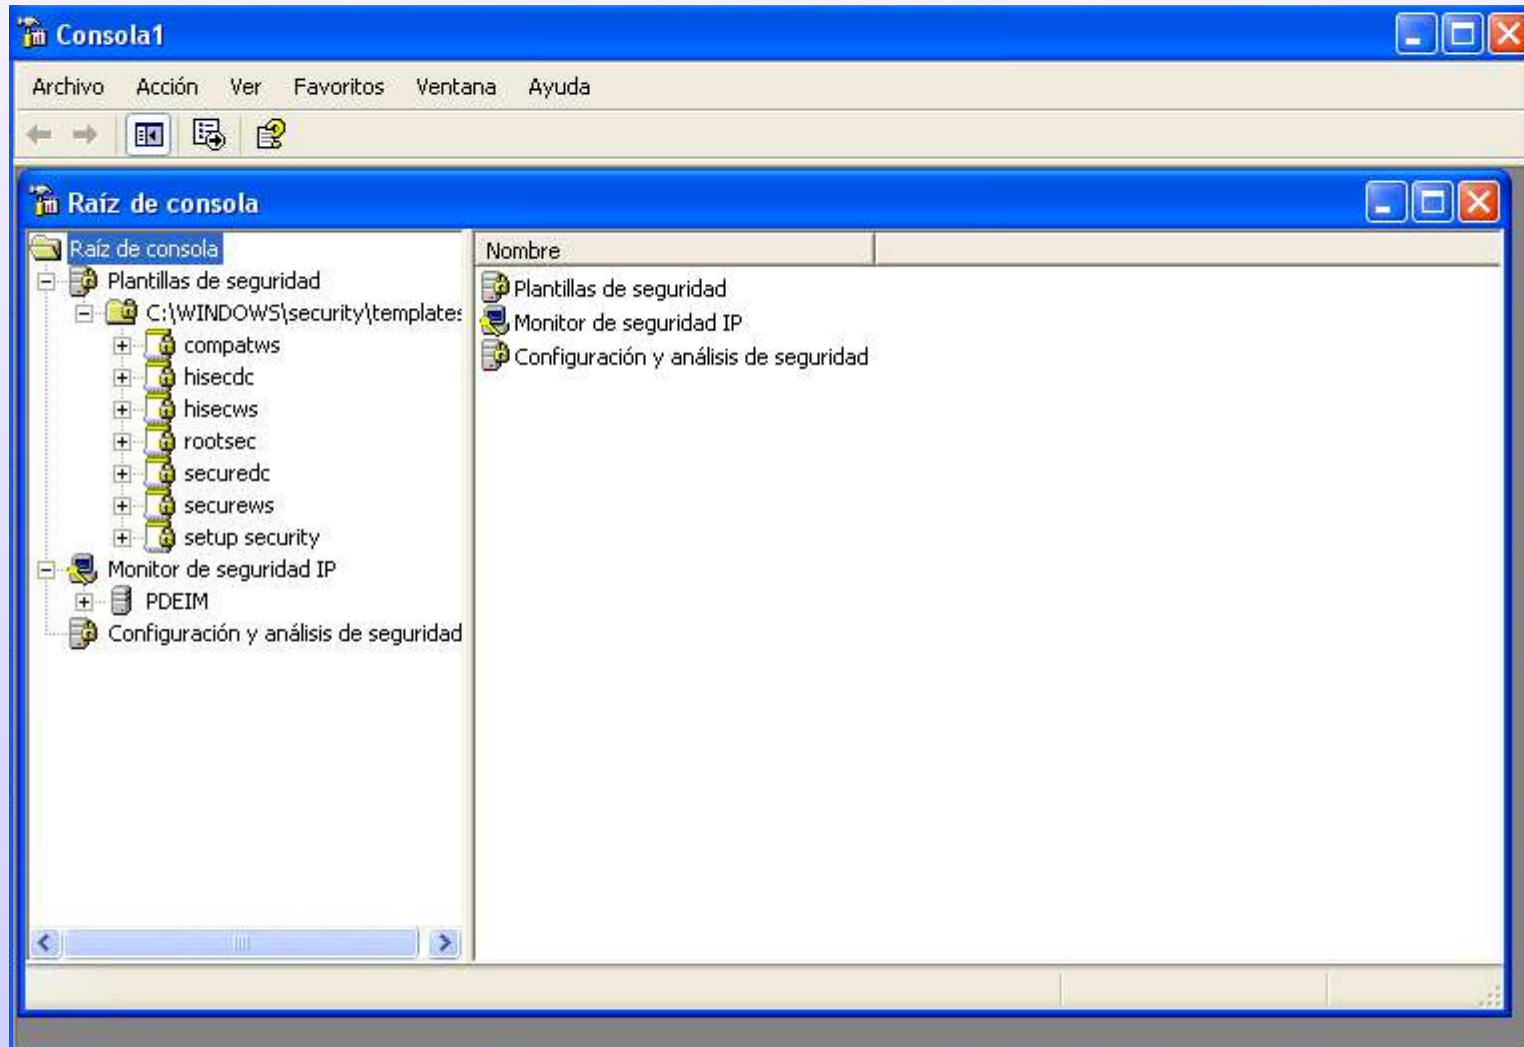 Consola1
Archivo Acción Ver Favoritos Ventana Ayuda
Raíz de consola
Raíz de consola
Plantillas de seguridad
C:\WINDOWS\security\templates
compatws
hisecdc
hisecws
rootsec
securedc
securews
setup security
Monitor de seguridad IP
PDEIM
Configuración y análisis de seguridad
Nombre
Plantillas de seguridad
Monitor de seguridad IP
Configuración y análisis de seguridad